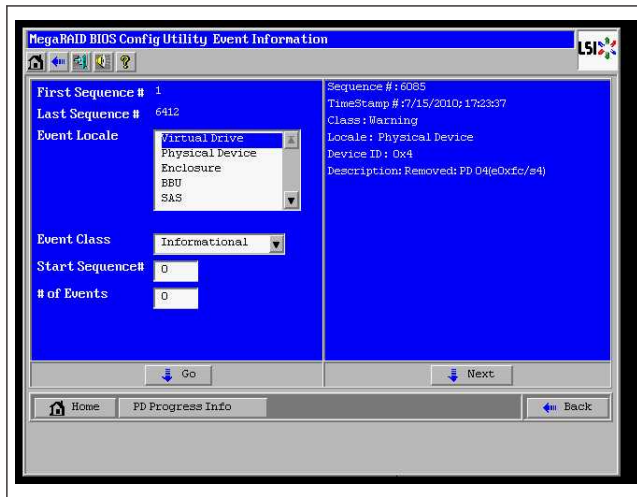 MegaRAID BIOS Config Utility Event Information
LSI
?
First Sequence # 1
Last Sequence # 6412
Event Locale
Virtual Drive
Physical Device
Enclosure
BBU
SAS
Event Class Informational
Start Sequence# 0
# of Events 0
Go
Sequence #: 6085
TimeStamp #:7/15/2010; 17:23:37
Class: Warning
Locale: Physical Device
Device ID: 0x4
Description: Removed: PD 04(e0xfc/s4)
Next
Home
PD Progress Info
Back